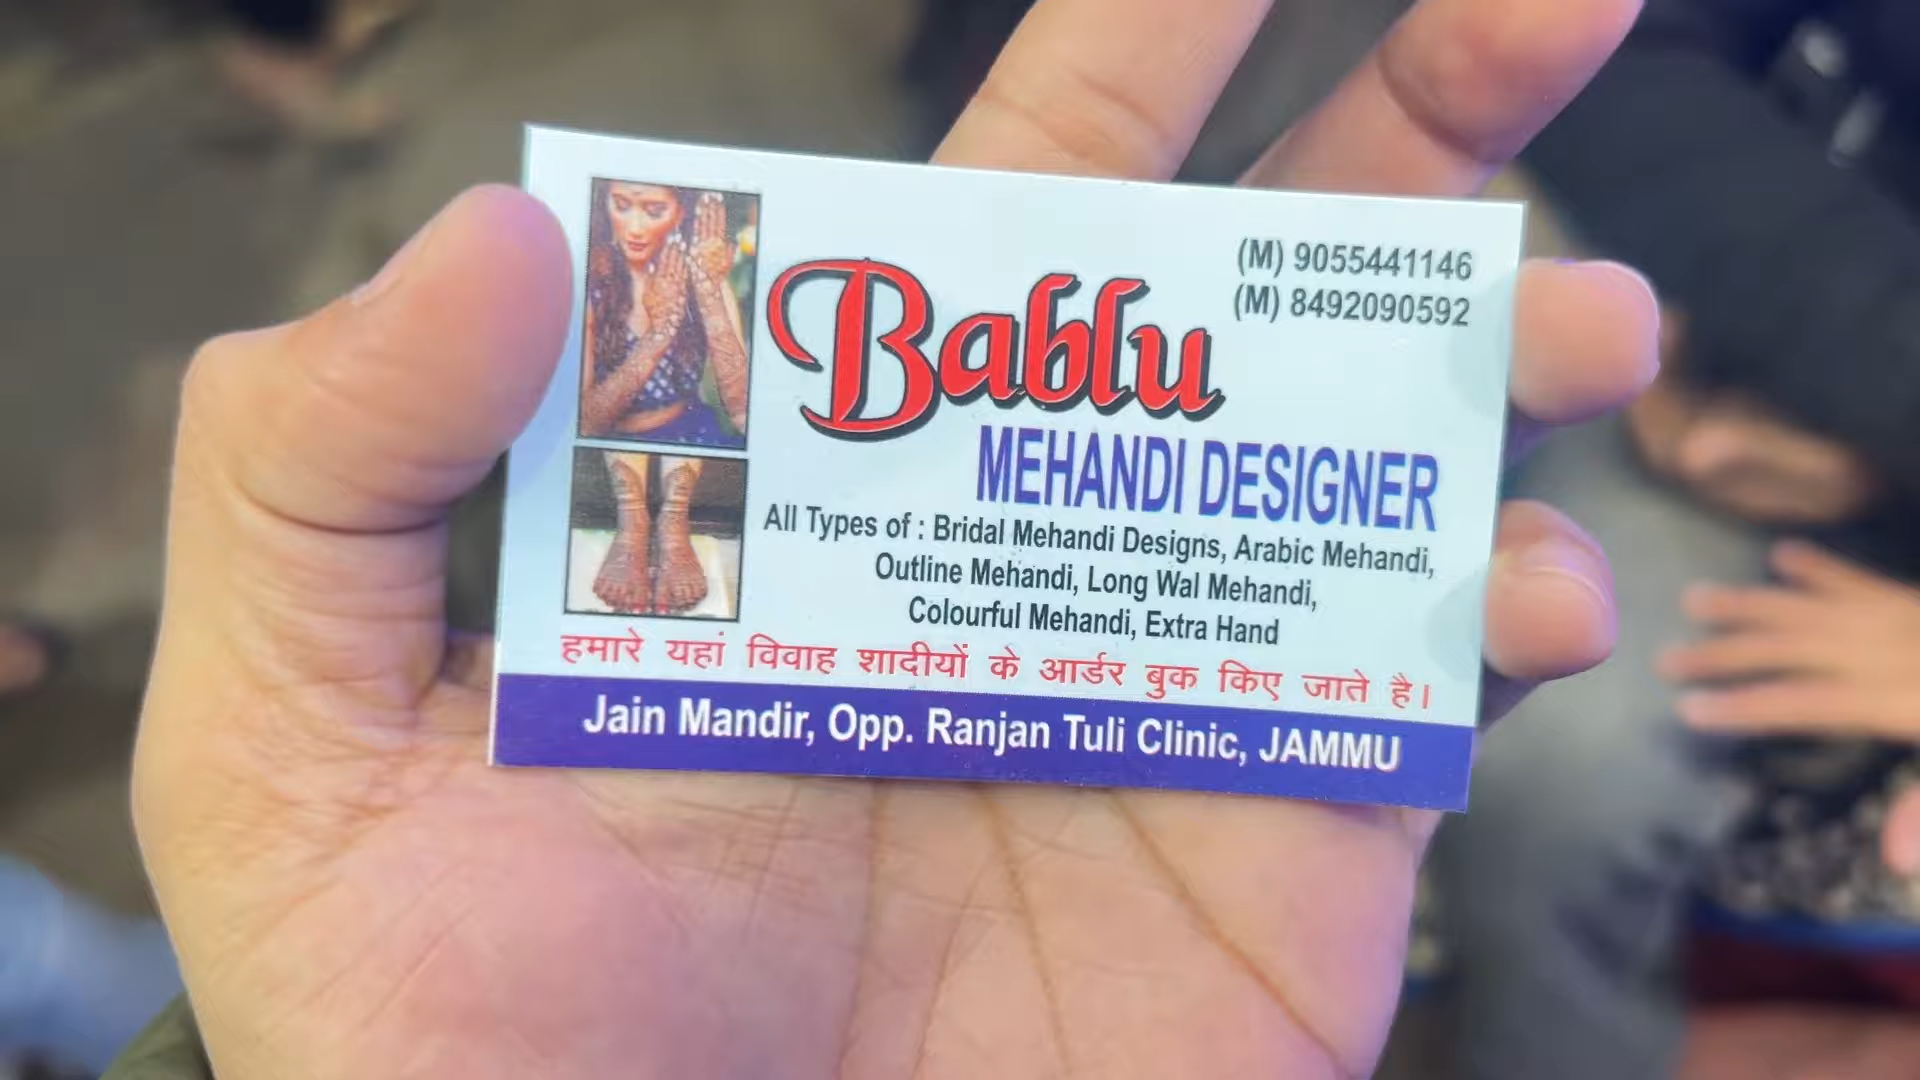 (M) 9055441146
(M) 8492090592
Bablu
MEHANDI DESIGNER
All Types of : Bridal Mehandi Designs, Arabic Mehandi,
Outline Mehandi, Long Wal Mehandi,
Colourful Mehandi, Extra Hand
हमारे यहां विवाह शादीयों के आर्डर बुक किए जाते है।
Jain Mandir, Opp. Ranjan Tuli Clinic, JAMMU